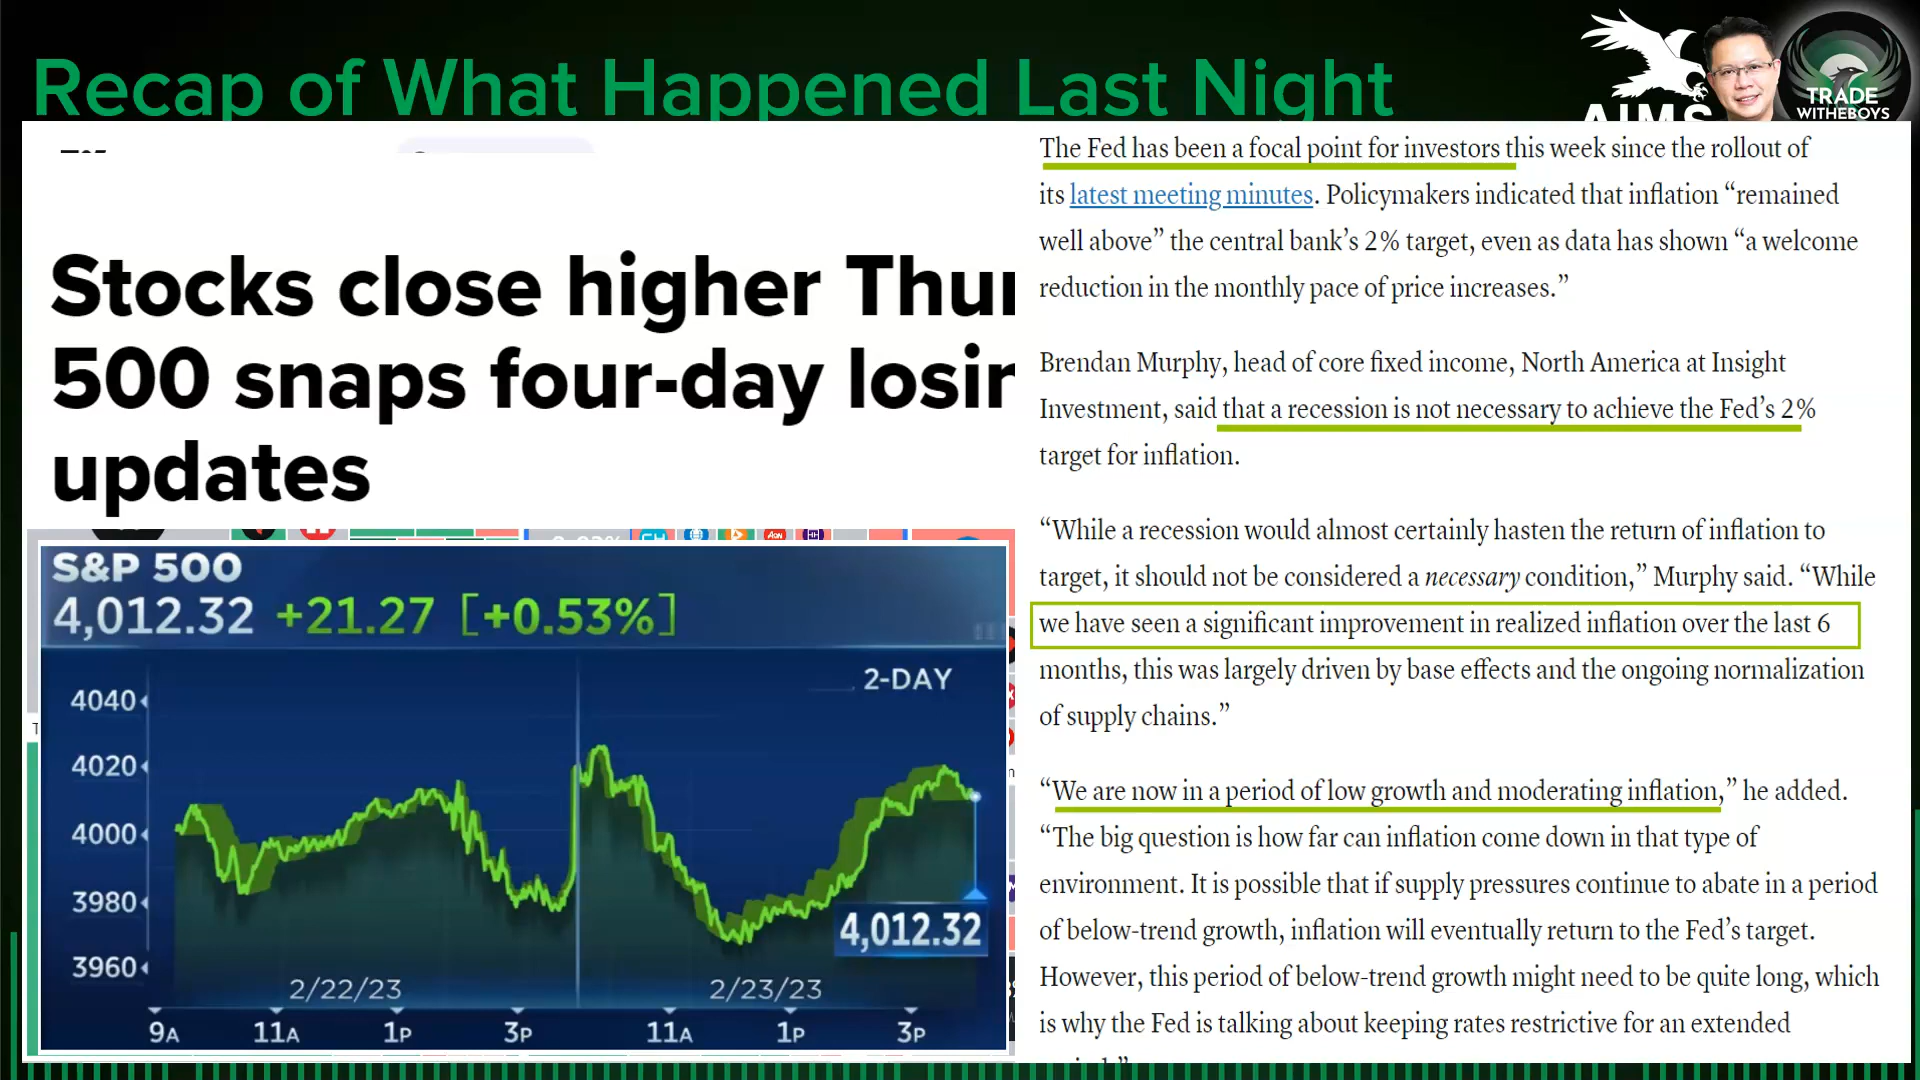 Recap of What Happened Last Night
AIMS
TRADE
WITHEBOYS
Stocks close higher Thur
500 snaps four-day losin
updates
S&P 500
4,012.32 +21.27 [+0.53%]
2-DAY
4040
4020
4000
3980
3960
4,012.32
2/22/23 2/23/23
9A 11A 1P 3P 11A 1P 3P
The Fed has been a focal point for investors this week since the rollout of
its latest meeting minutes. Policymakers indicated that inflation “remained
well above” the central bank’s 2% target, even as data has shown “a welcome
reduction in the monthly pace of price increases.”
Brendan Murphy, head of core fixed income, North America at Insight
Investment, said that a recession is not necessary to achieve the Fed’s 2%
target for inflation.
“While a recession would almost certainly hasten the return of inflation to
target, it should not be considered a necessary condition,” Murphy said. “While
we have seen a significant improvement in realized inflation over the last 6
months, this was largely driven by base effects and the ongoing normalization
of supply chains.”
“We are now in a period of low growth and moderating inflation,” he added.
“The big question is how far can inflation come down in that type of
environment. It is possible that if supply pressures continue to abate in a period
of below-trend growth, inflation will eventually return to the Fed’s target.
However, this period of below-trend growth might need to be quite long, which
is why the Fed is talking about keeping rates restrictive for an extended